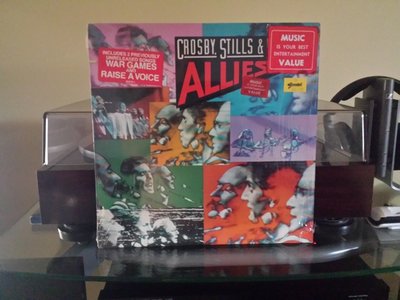 CROSBY, STILLS &
ALLIES
INCLUDES 2 PREVIOUSLY
UNRELEASED SONGS:
WAR GAMES
AND
RAISE A VOICE
MUSIC
IS YOUR BEST
ENTERTAINMENT
VALUE